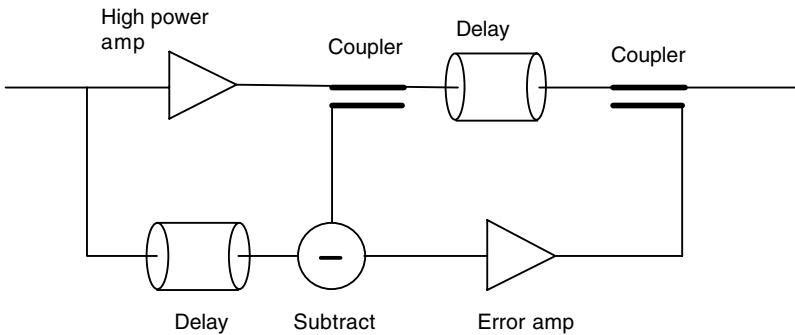 High power
amp
Coupler
Delay
Coupler
Delay
Subtract
Error amp